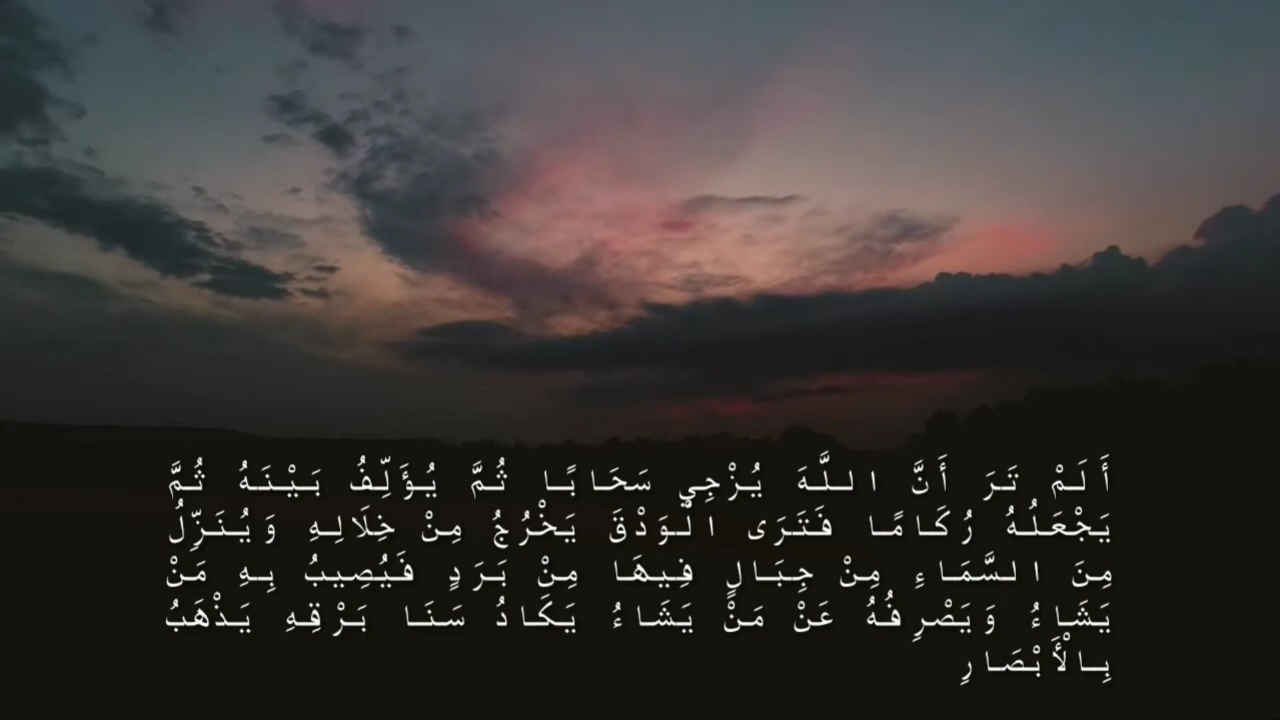 أَلَمْ تَرَ أَنَّ اللَّهَ يُزْجِي سَحَابًا ثُمَّ يُؤَلِّفُ بَيْنَهُ ثُمَّ
يَجْعَلُهُ رُكَامًا فَتَرَى الْوَدْقَ يَخْرُجُ مِنْ خِلَالِهِ وَيُنَزِّلُ
مِنَ السَّمَاءِ مِنْ جِبَالٍ فِيهَا مِنْ بَرَدٍ فَيُصِيبُ بِهِ مَنْ
يَشَاءُ وَيَصْرِفُهُ عَنْ مَنْ يَشَاءُ يَكَادُ سَنَا بَرْقِهِ يَذْهَبُ
بِالْأَبْصَارِ